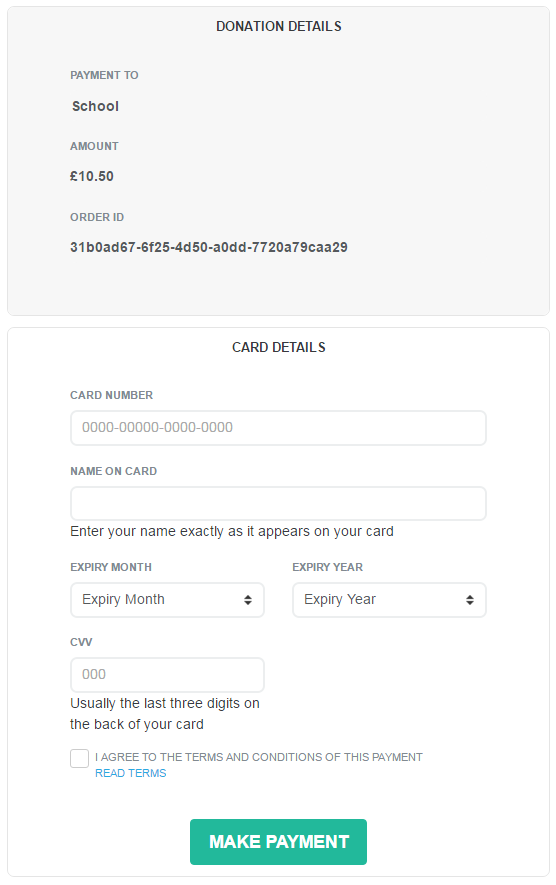 DONATION DETAILS
PAYMENT TO
School
AMOUNT
£10.50
ORDER ID
31b0ad67-6f25-4d50-a0dd-7720a79caa29
CARD DETAILS
CARD NUMBER
0000-00000-0000-0000
NAME ON CARD
Enter your name exactly as it appears on your card
EXPIRY MONTH EXPIRY YEAR
Expiry Month Expiry Year
CVV
000
Usually the last three digits on
the back of your card
I AGREE TO THE TERMS AND CONDITIONS OF THIS PAYMENT
READ TERMS
MAKE PAYMENT